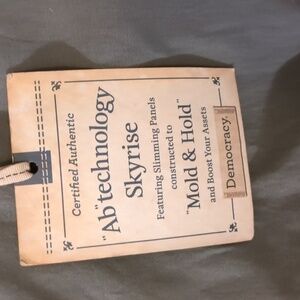 Certified Authentic
"Ab"technology
Skyrise
Featuring Slimming Panels
constructed to
"Mold & Hold"
and Boost Your Assets
Democracy.